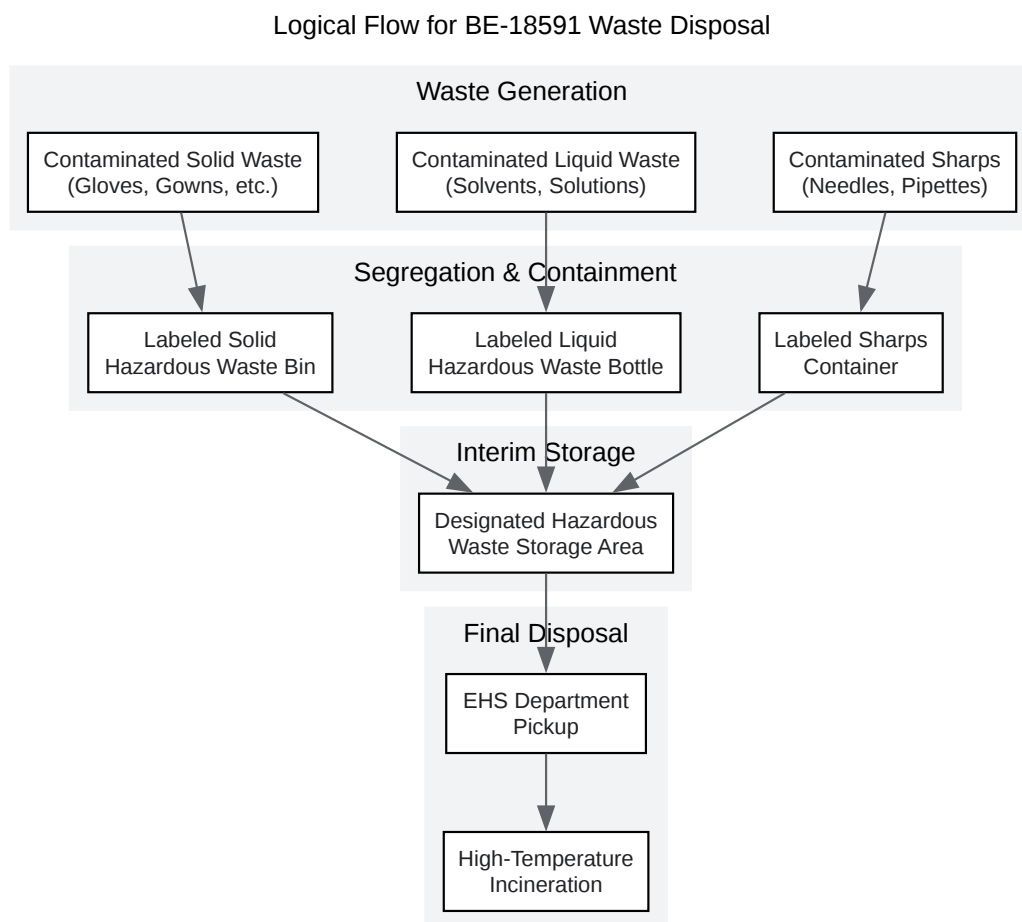 Logical Flow for BE-18591 Waste Disposal
Waste Generation
Contaminated Solid Waste
(Gloves, Gowns, etc.)
Contaminated Liquid Waste
(Solvents, Solutions)
Contaminated Sharps
(Needles, Pipettes)
Segregation & Containment
Labeled Solid
Hazardous Waste Bin
Labeled Liquid
Hazardous Waste Bottle
Labeled Sharps
Container
Interim Storage
Designated Hazardous
Waste Storage Area
Final Disposal
EHS Department
Pickup
High-Temperature
Incineration